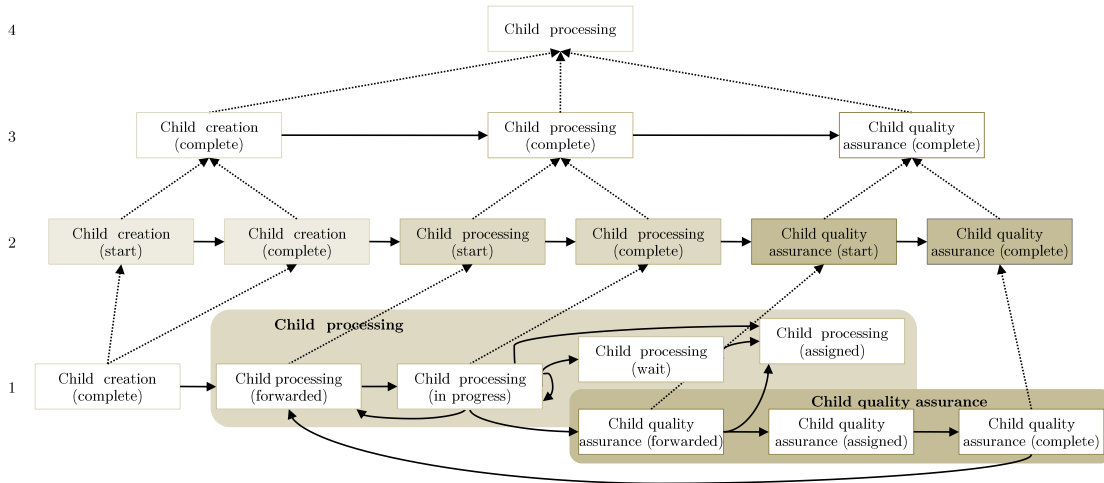 4
Child processing
3
Child creation
(complete)
Child processing
(complete)
Child quality
assurance (complete)
2
Child creation
(start)
Child creation
(complete)
Child processing
(start)
Child processing
(complete)
Child quality
assurance (start)
Child quality
assurance (complete)
Child processing
Child processing
(assigned)
Child processing
(wait)
1
Child creation
(complete)
Child processing
(forwarded)
Child processing
(in progress)
Child quality assurance
Child quality
assurance (forwarded)
Child quality
assurance (assigned)
Child quality
assurance (complete)